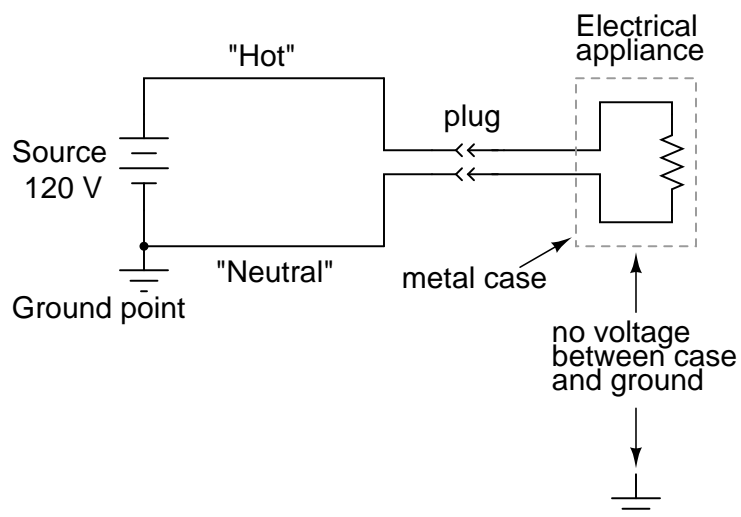 Electrical
appliance
"Hot"
plug
Source
120 V
"Neutral"
metal case
Ground point
no voltage
between case
and ground